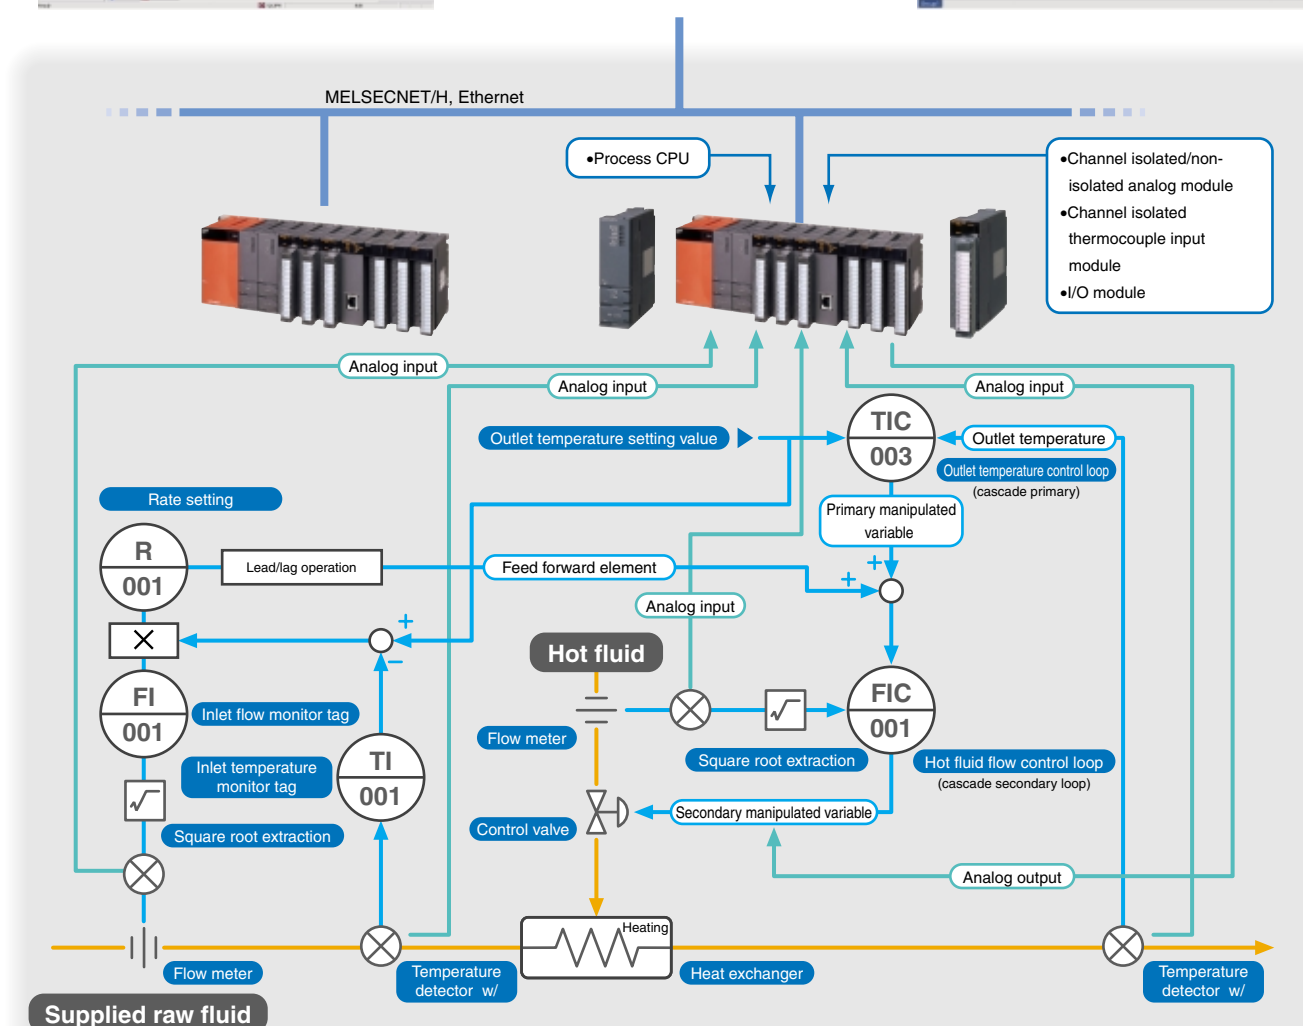 MELSECNET/H, Ethernet
•Process CPU
•Channel isolated/non-
isolated analog module
•Channel isolated
thermocouple input
module
•I/O module
Analog input
Analog input
Analog input
Outlet temperature setting value
TIC
003
Outlet temperature
Outlet temperature control loop
(cascade primary)
Rate setting
Primary manipulated
variable
R
001
Lead/lag operation
Feed forward element
+
+
Analog input
+
−
Hot fluid
FI
001
Inlet flow monitor tag
FIC
001
√
Flow meter
Square root extraction
Hot fluid flow control loop
(cascade secondary loop)
Inlet temperature
monitor tag
TI
001
√
Square root extraction
Control valve
Secondary manipulated variable
Analog output
Heating
Flow meter
Temperature
detector w/
Heat exchanger
Temperature
detector w/
Supplied raw fluid